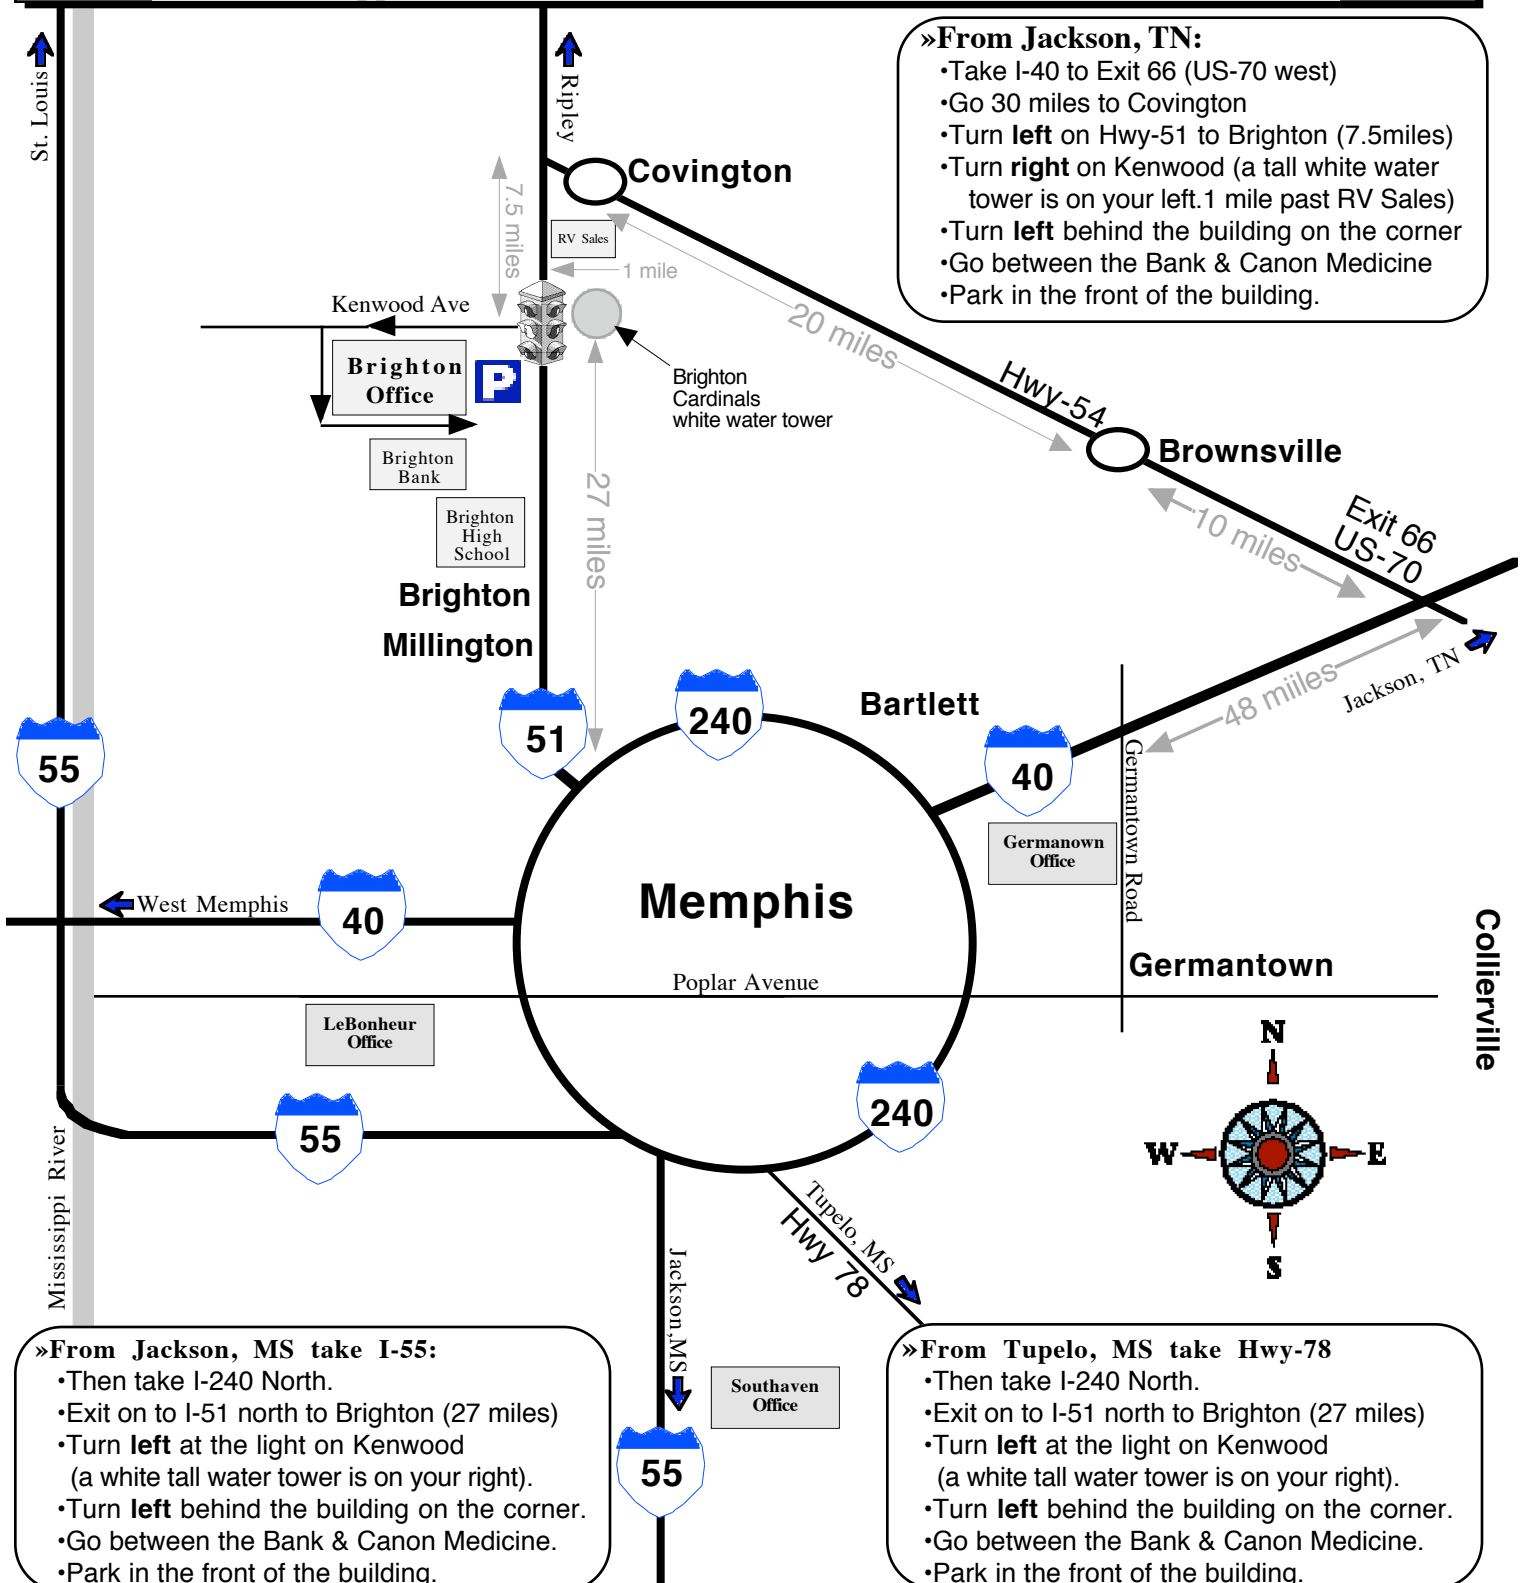 St. Louis
Ripley
»From Jackson, TN:
•Take I-40 to Exit 66 (US-70 west)
•Go 30 miles to Covington
•Turn left on Hwy-51 to Brighton (7.5miles)
•Turn right on Kenwood (a tall white water
tower is on your left.1 mile past RV Sales)
•Turn left behind the building on the corner
•Go between the Bank & Canon Medicine
•Park in the front of the building.
Covington
7.5 miles
RV Sales
1 mile
Kenwood Ave
20 miles
Brighton
Office
P
Brighton
Cardinals
white water tower
Hwy-54
Brownsville
Brighton
Bank
27 miles
10 miles
Exit 66
US-70
Brighton
High
School
Brighton
Millington
48 miiles
Jackson, TN
Bartlett
240
51
55
40
Germantown Road
Germanown
Office
West Memphis
40
Memphis
Collierville
Germantown
Poplar Avenue
LeBonheur
Office
N
W
E
S
240
55
Mississippi River
Tupelo, MS
Hwy 78
Jackson,MS
»From Jackson, MS take I-55:
•Then take I-240 North.
•Exit on to I-51 north to Brighton (27 miles)
•Turn left at the light on Kenwood
(a white tall water tower is on your right).
•Turn left behind the building on the corner.
•Go between the Bank & Canon Medicine.
•Park in the front of the building.
Southaven
Office
55
»From Tupelo, MS take Hwy-78
•Then take I-240 North.
•Exit on to I-51 north to Brighton (27 miles)
•Turn left at the light on Kenwood
(a white tall water tower is on your right).
•Turn left behind the building on the corner.
•Go between the Bank & Canon Medicine.
•Park in the front of the building.